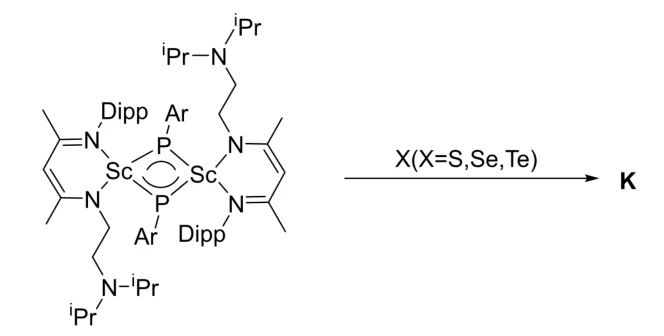 iPr
iPr–N
Dipp
Ar
N
P
N
Sc
Sc
X(X=S,Se,Te)
K
N
P
N
Ar
Dipp
N–iPr
iPr